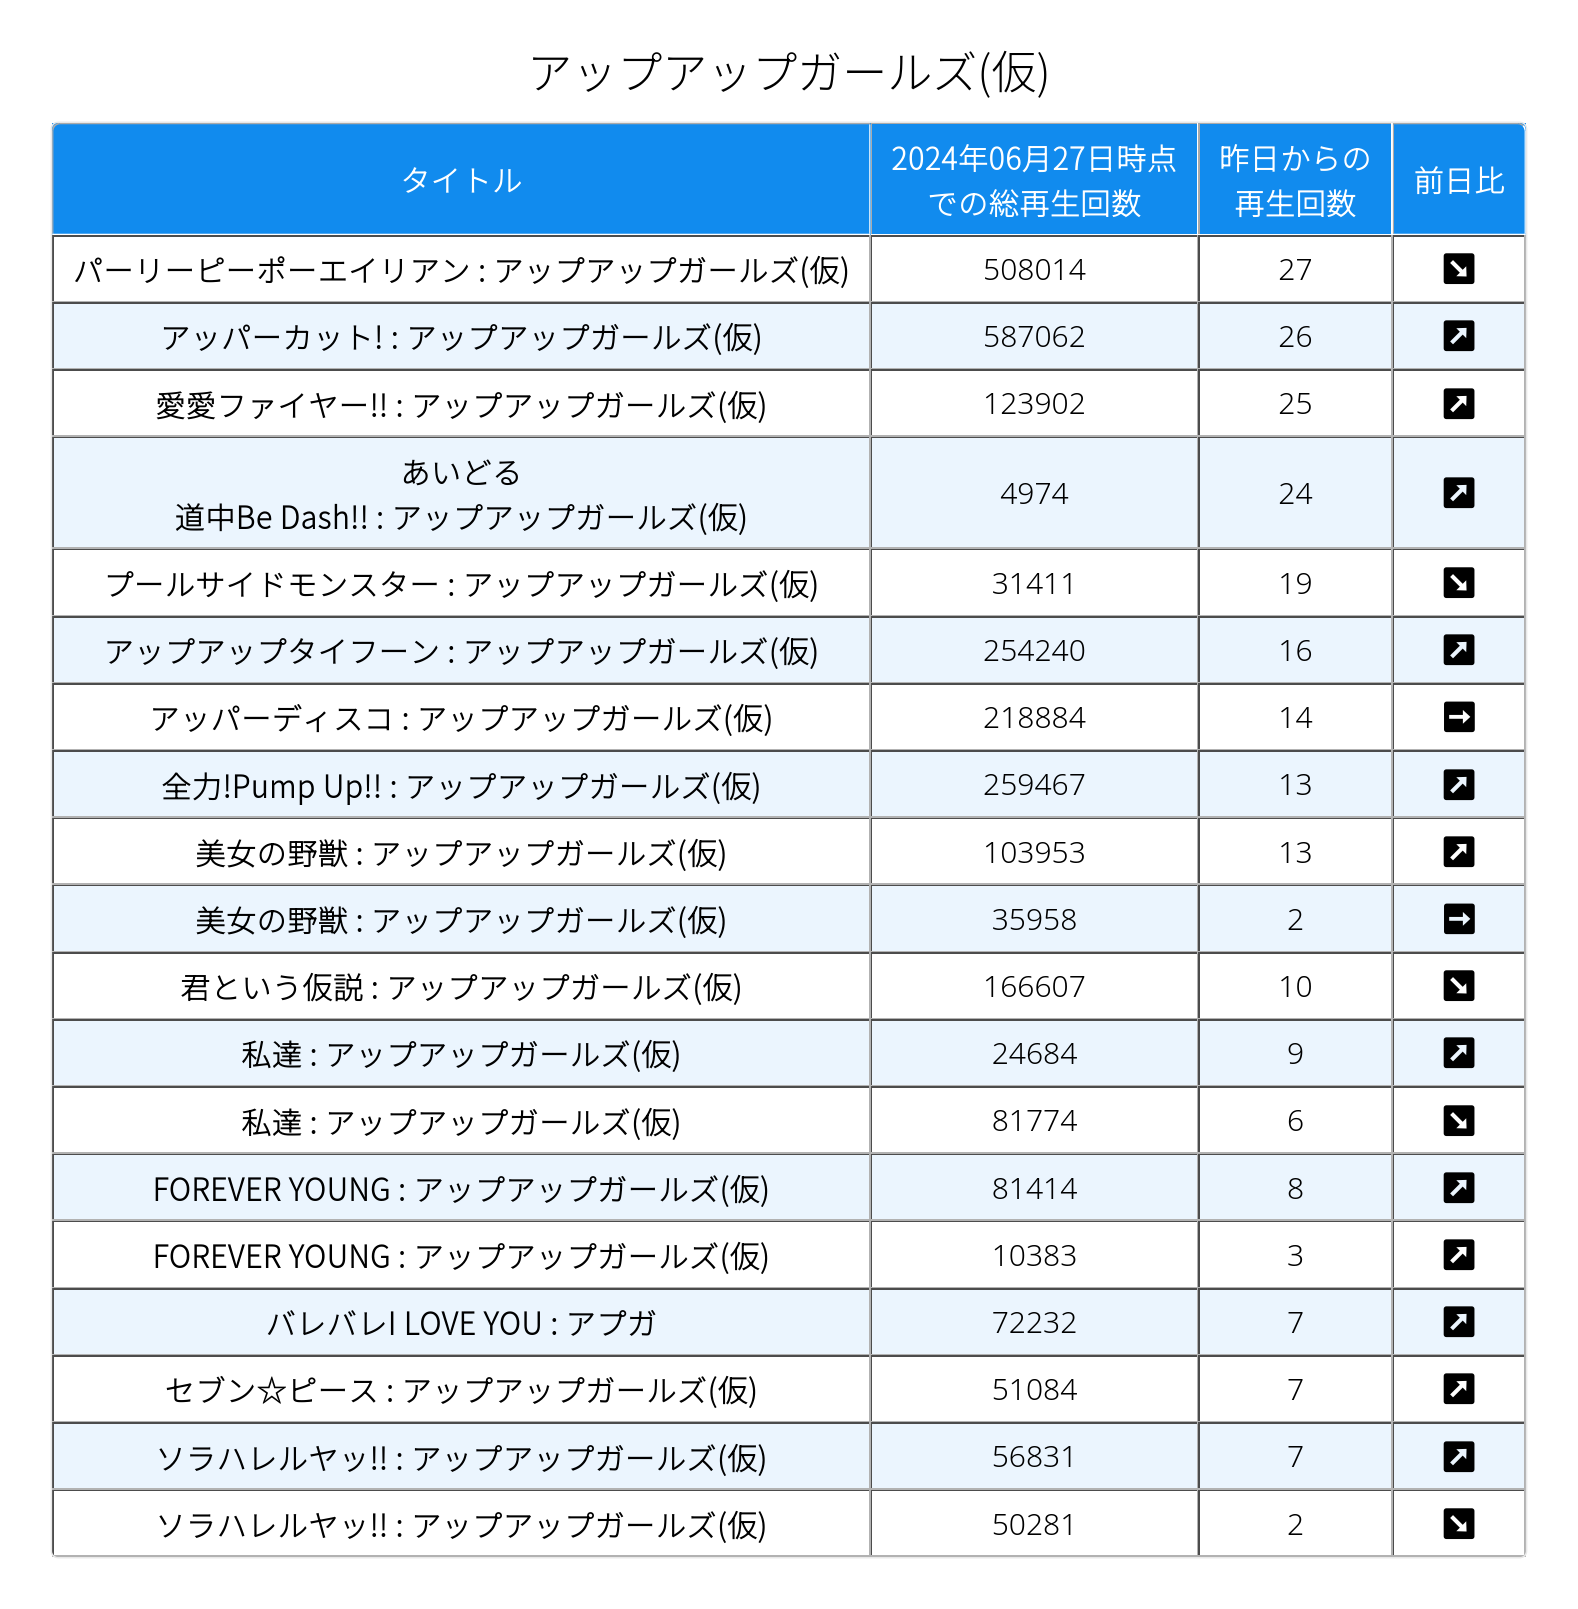 アップアップガールズ(仮)
タイトル 2024年06月27日時点 昨日からの 前日比
での総再生回数 再生回数
パーリーピーポーエイリアン : アップアップガールズ(仮) 508014 27 ↘
アッパーカット! : アップアップガールズ(仮) 587062 26 ↗
愛愛ファイヤー!! : アップアップガールズ(仮) 123902 25 ↗
あいどる
道中Be Dash!! : アップアップガールズ(仮) 4974 24 ↗
プールサイドモンスター : アップアップガールズ(仮) 31411 19 ↘
アップアップタイフーン : アップアップガールズ(仮) 254240 16 ↗
アッパーディスコ : アップアップガールズ(仮) 218884 14 →
全力!Pump Up!! : アップアップガールズ(仮) 259467 13 ↗
美女の野獣 : アップアップガールズ(仮) 103953 13 ↗
美女の野獣 : アップアップガールズ(仮) 35958 2 →
君という仮説 : アップアップガールズ(仮) 166607 10 ↘
私達 : アップアップガールズ(仮) 24684 9 ↗
私達 : アップアップガールズ(仮) 81774 6 ↘
FOREVER YOUNG : アップアップガールズ(仮) 81414 8 ↗
FOREVER YOUNG : アップアップガールズ(仮) 10383 3 ↗
バレバレI LOVE YOU : アプガ 72232 7 ↗
セブン☆ピース : アップアップガールズ(仮) 51084 7 ↗
ソラハレルヤッ!! : アップアップガールズ(仮) 56831 7 ↗
ソラハレルヤッ!! : アップアップガールズ(仮) 50281 2 ↘